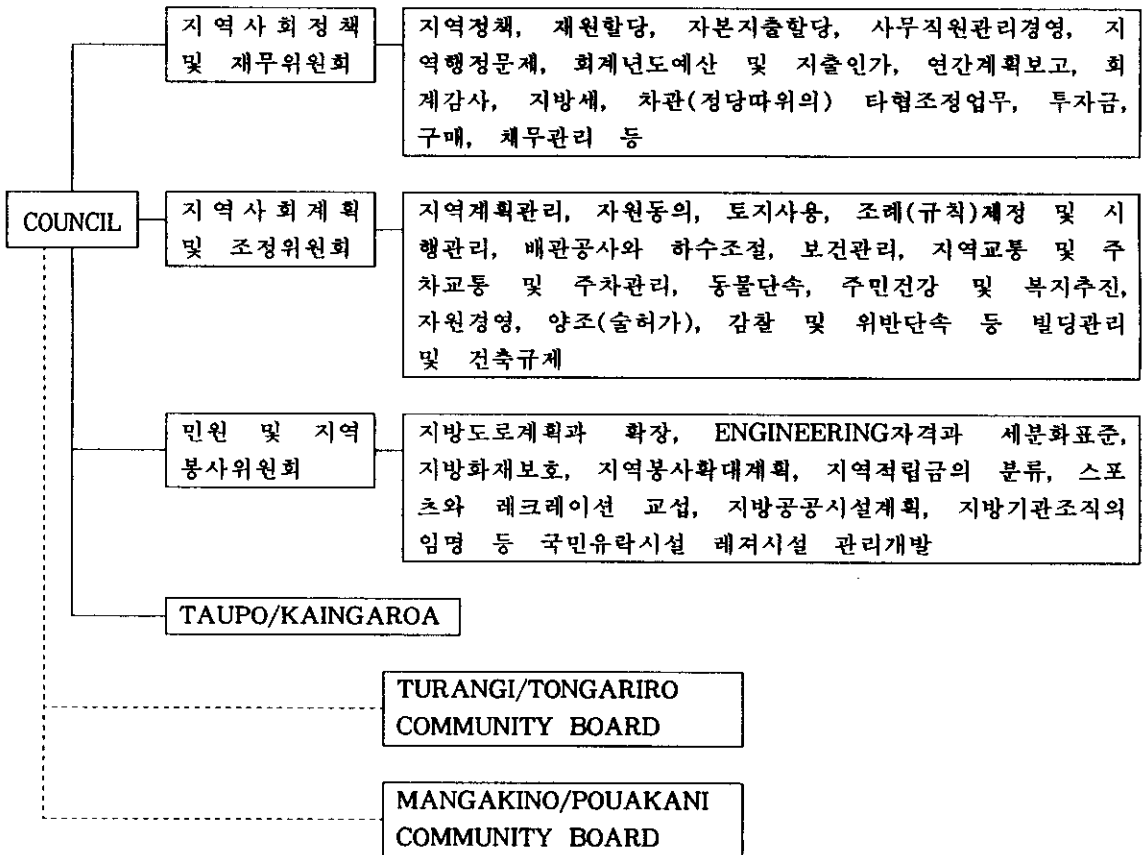 지역사회정책
및 재무위원회
지역정책, 재원할당, 자본지출할당, 사무직원관리경영, 지
역행정문제, 회계년도예산 및 지출인가, 연간계획보고, 회
계감사, 지방세, 차관(정당따위의) 타협조정업무, 투자금,
구매, 채무관리 등
COUNCIL
지역사회계획
및 조정위원회
지역계획관리, 자원동의, 토지사용, 조례(규칙)제정 및 시
행관리, 배관공사와 하수조절, 보건관리, 지역교통 및 주
차교통 및 주차관리, 동물단속, 주민건강 및 복지추진,
자원경영, 양조(술허가), 감찰 및 위반단속 등 빌딩관리
및 건축규제
민원 및 지역
봉사위원회
지방도로계획과 확장, ENGINEERING자격과 세분화표준,
지방화재보호, 지역봉사확대계획, 지역적립금의 분류, 스포
츠와 레크레이션 교섭, 지방공공시설계획, 지방기관조직의
임명 등 국민유락시설 레져시설 관리개발
TAUPO/KAINGAROA
TURANGI/TONGARIRO
COMMUNITY BOARD
MANGAKINO/POUAKANI
COMMUNITY BOARD